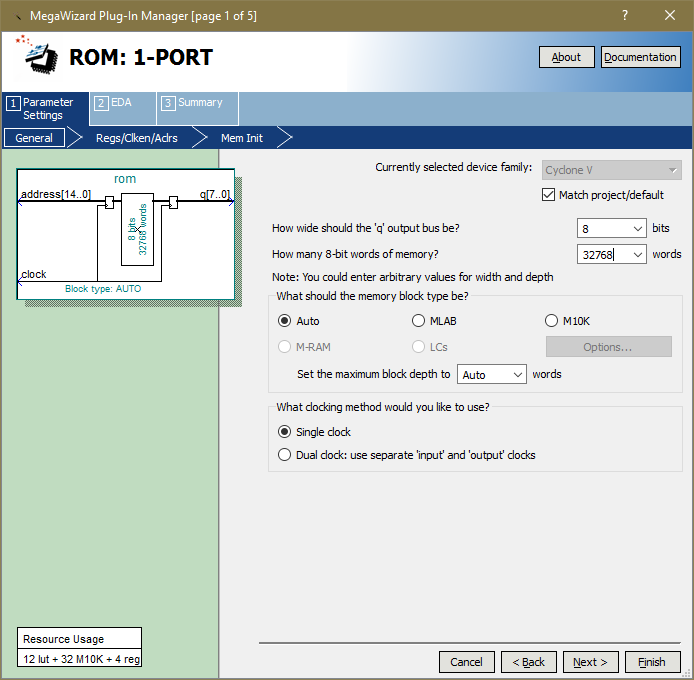 MegaWizard Plug-In Manager [page 1 of 5]
?
ROM: 1-PORT
About
Documentation
1 Parameter Settings
2 EDA
3 Summary
General
Regs/Clken/Aclrs
Mem Init
rom
address[14..0]
q[7..0]
8 bits
32768 words
clock
Block type: AUTO
Currently selected device family:
Cyclone V
Match project/default
How wide should the 'q' output bus be?
8
bits
How many 8-bit words of memory?
32768
words
Note: You could enter arbitrary values for width and depth
What should the memory block type be?
Auto
MLAB
M10K
M-RAM
LCs
Options...
Set the maximum block depth to
Auto
words
What clocking method would you like to use?
Single clock
Dual clock: use separate 'input' and 'output' clocks
Resource Usage
12 lut + 32 M10K + 4 reg
Cancel
< Back
Next >
Finish